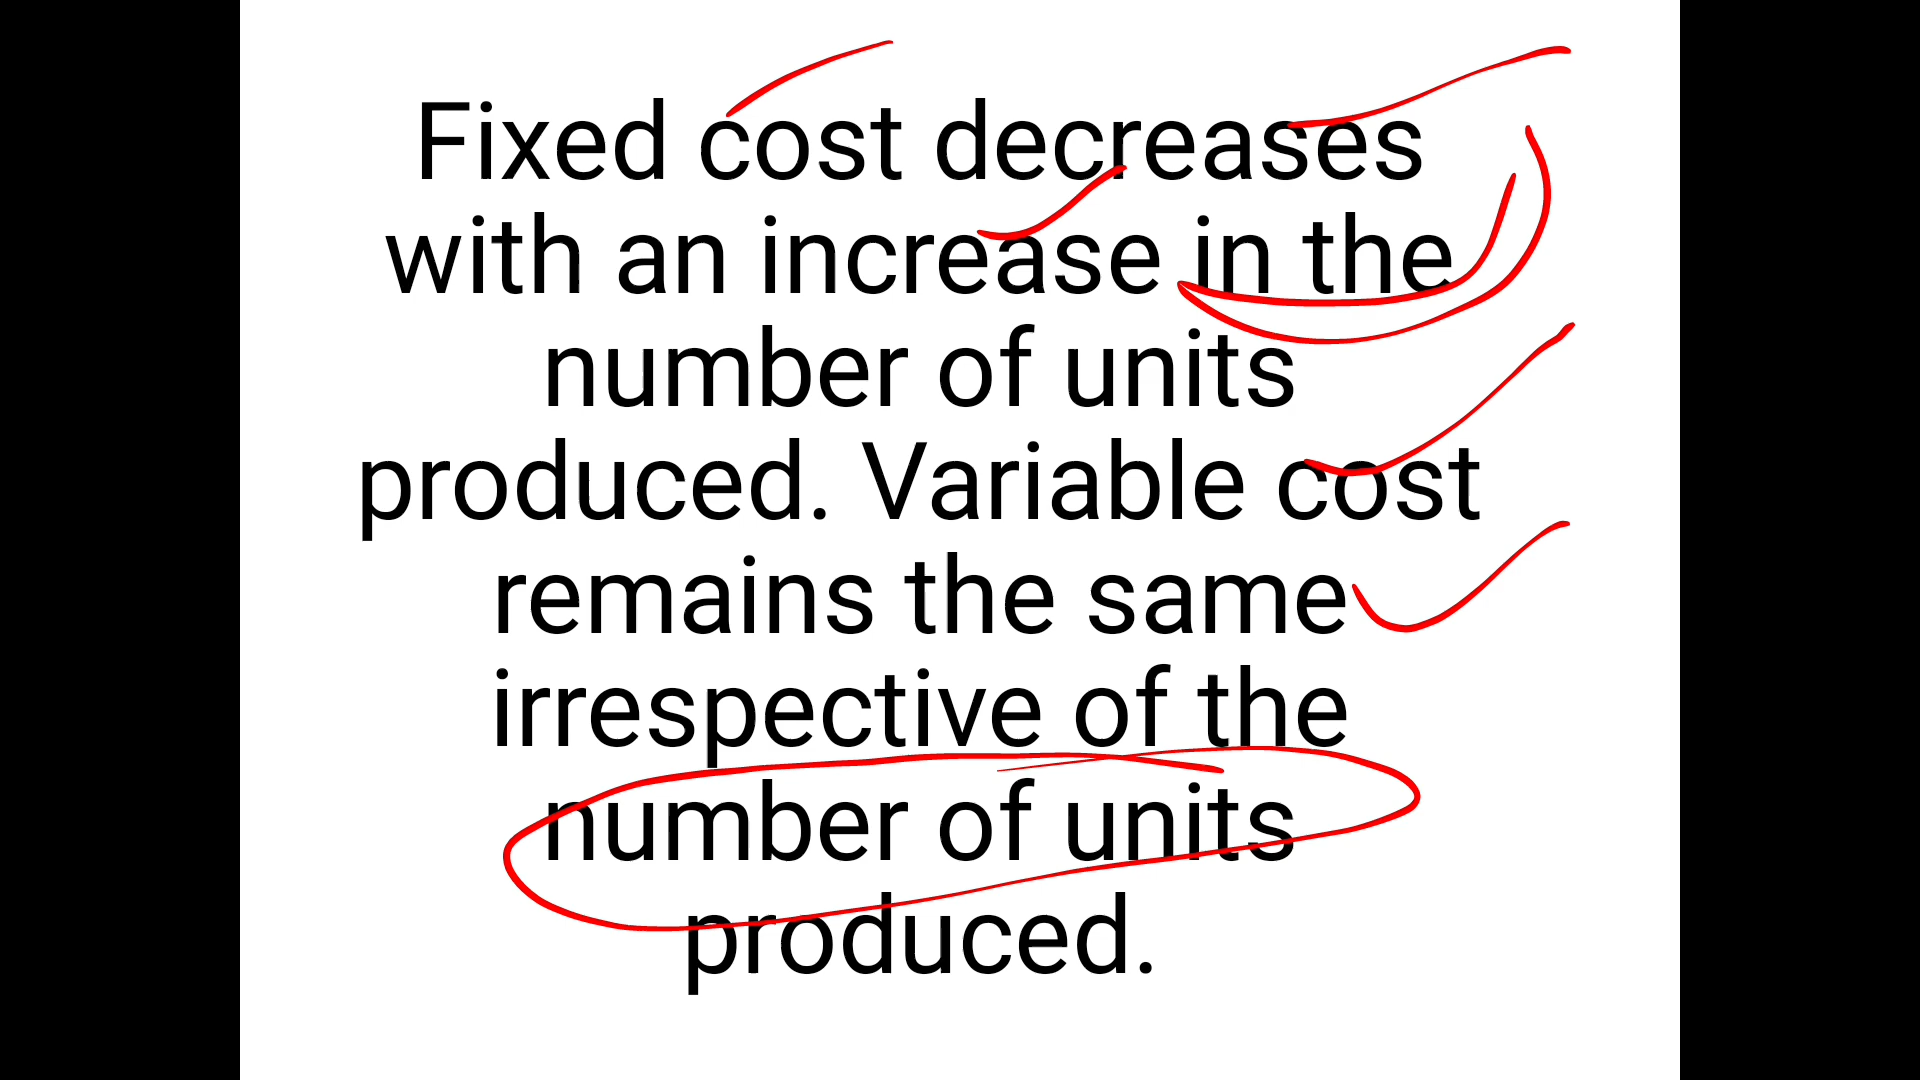 Fixed cost decreases
with an increase in the
number of units
produced. Variable cost
remains the same
irrespective of the
number of units
produced.